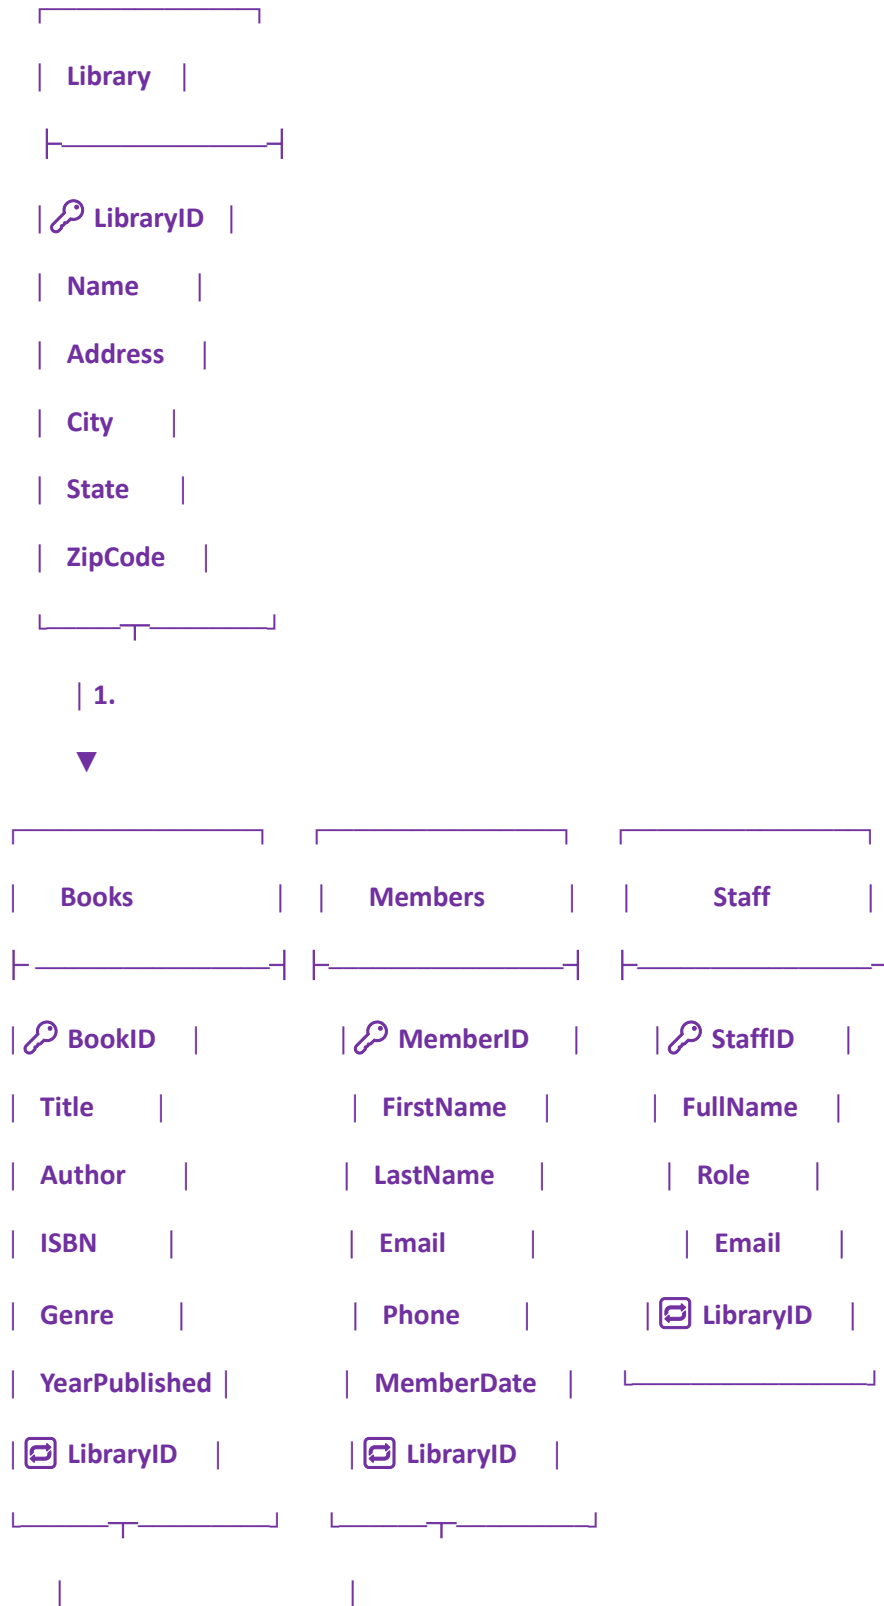 ┌───────────────┐
│ Library │
├───────────────┤
│🔑 LibraryID │
│ Name │
│ Address │
│ City │
│ State │
│ ZipCode │
└─────┬─────────┘
│ 1.
▼
┌───────────────┐ ┌───────────────┐ ┌───────────────┐
│ Books │ │ Members │ │ Staff │
├ ───────────────┤ ├───────────────┤ ├───────────────
│🔑 BookID │ │🔑 MemberID │ │🔑 StaffID │
│ Title │ │ FirstName │ │ FullName │
│ Author │ │ LastName │ │ Role │
│ ISBN │ │ Email │ │ Email │
│ Genre │ │ Phone │ │🔁 LibraryID │
│ YearPublished │ │ MemberDate │ └───────────────┘
│🔁 LibraryID │ │🔁 LibraryID │
└──────┬────────┘ └──────┬────────┘
│ │